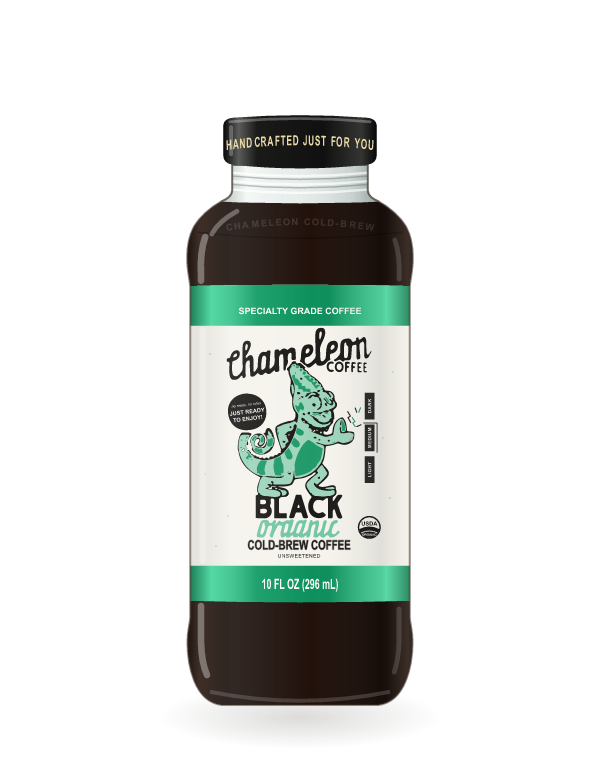 HANDCRAFTED JUST FOR YOU
CHAMELEON COLD-BREW
SPECIALTY GRADE COFFEE
chameleon
COFFEE
JUST READY
TO ENJOY!
DARK
MEDIUM
LIGHT
BLACK
organic
USDA
ORGANIC
COLD-BREW COFFEE
UNSWEETENED
10 FL OZ (296 mL)